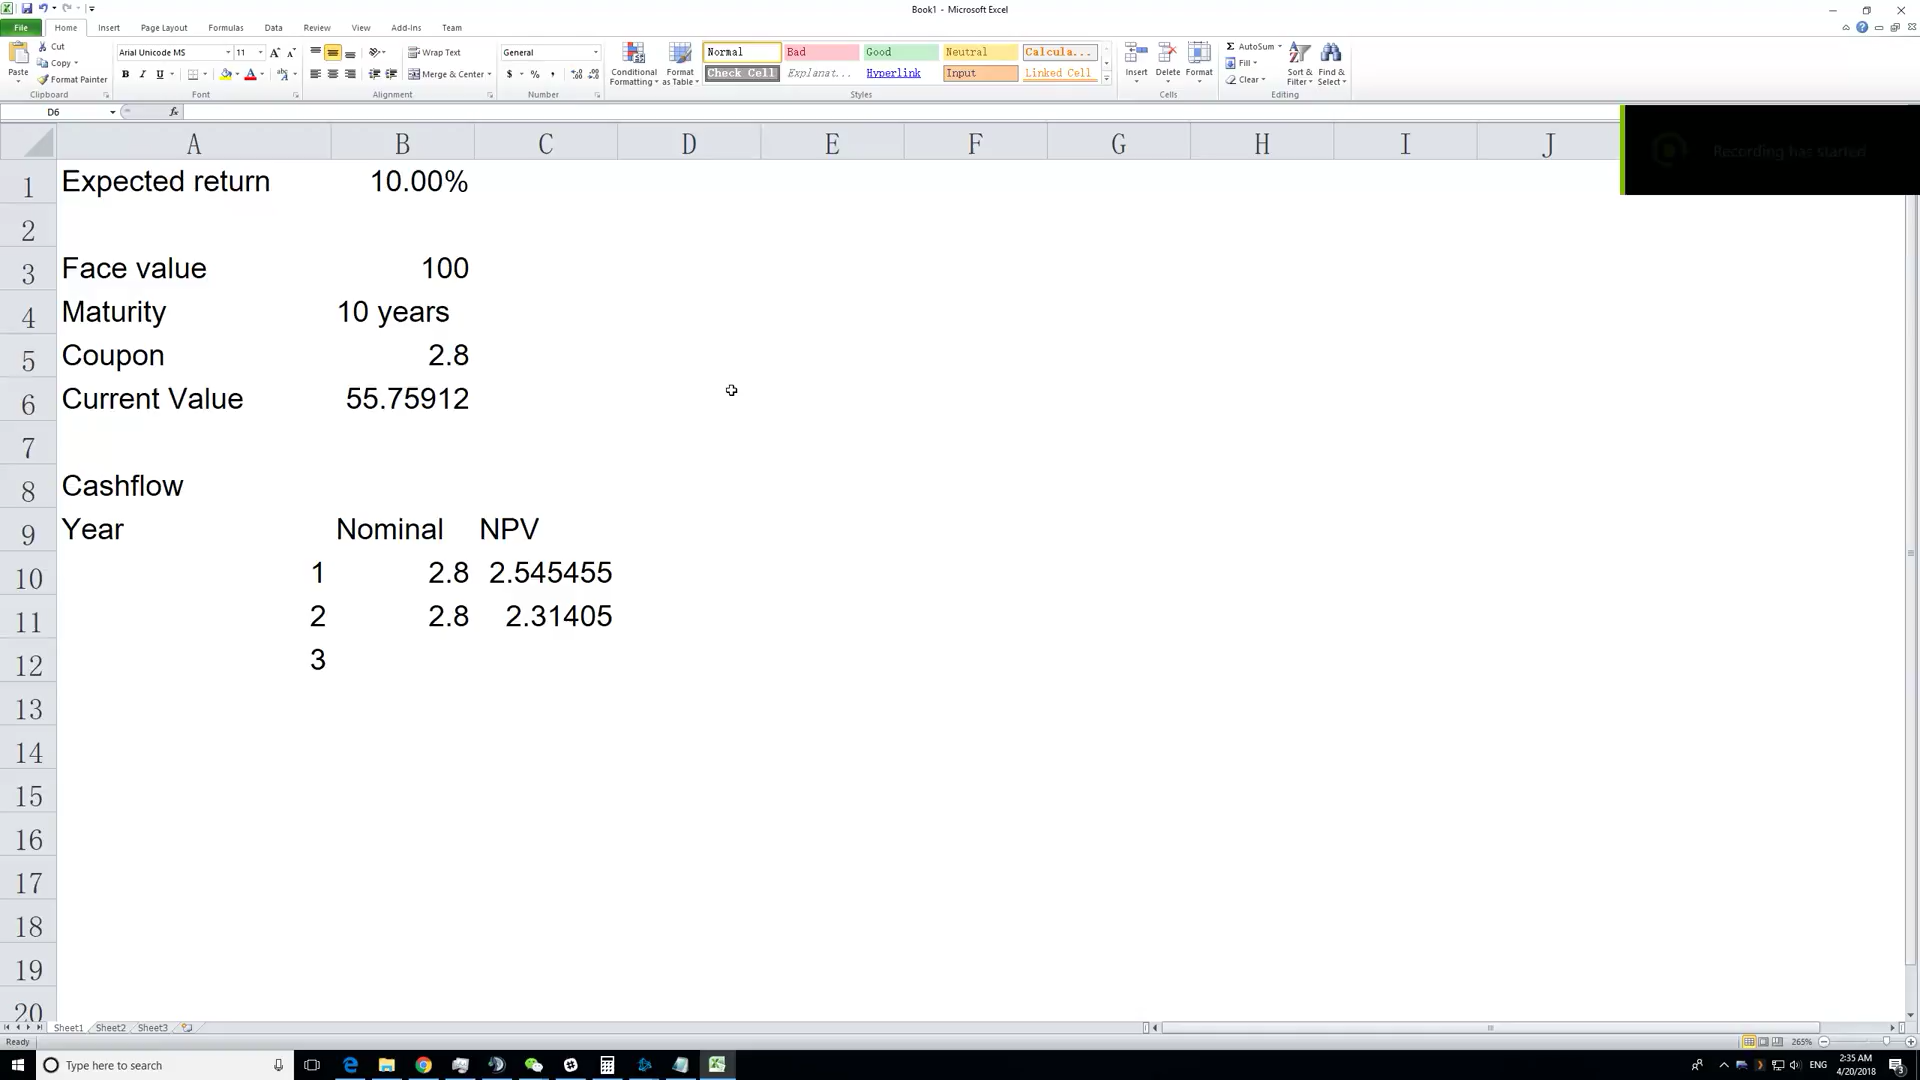 Book1 - Microsoft Excel
File Home Insert Page Layout Formulas Data Review View Add-Ins Team
Paste
Cut
Copy
Format Painter
Clipboard
Arial Unicode MS 11
B I U
Font
Wrap Text
Merge & Center
Alignment
General
$ % ,
Number
Conditional Formatting
Format as Table
Normal Bad Good Neutral Calcula...
Check Cell Explanat... Hyperlink Input Linked Cell
Styles
Insert Delete Format
Cells
AutoSum
Fill
Clear
Sort & Filter
Find & Select
Editing
D6 fx
Recording has started
A B C D E F G H I J
1 Expected return 10.00%
2
3 Face value 100
4 Maturity 10 years
5 Coupon 2.8
6 Current Value 55.75912
7
8 Cashflow
9 Year Nominal NPV
10 1 2.8 2.545455
11 2 2.8 2.31405
12 3
13
14
15
16
17
18
19
20
Sheet1 Sheet2 Sheet3
Ready 265%
Type here to search
ENG
2:35 AM
4/20/2018